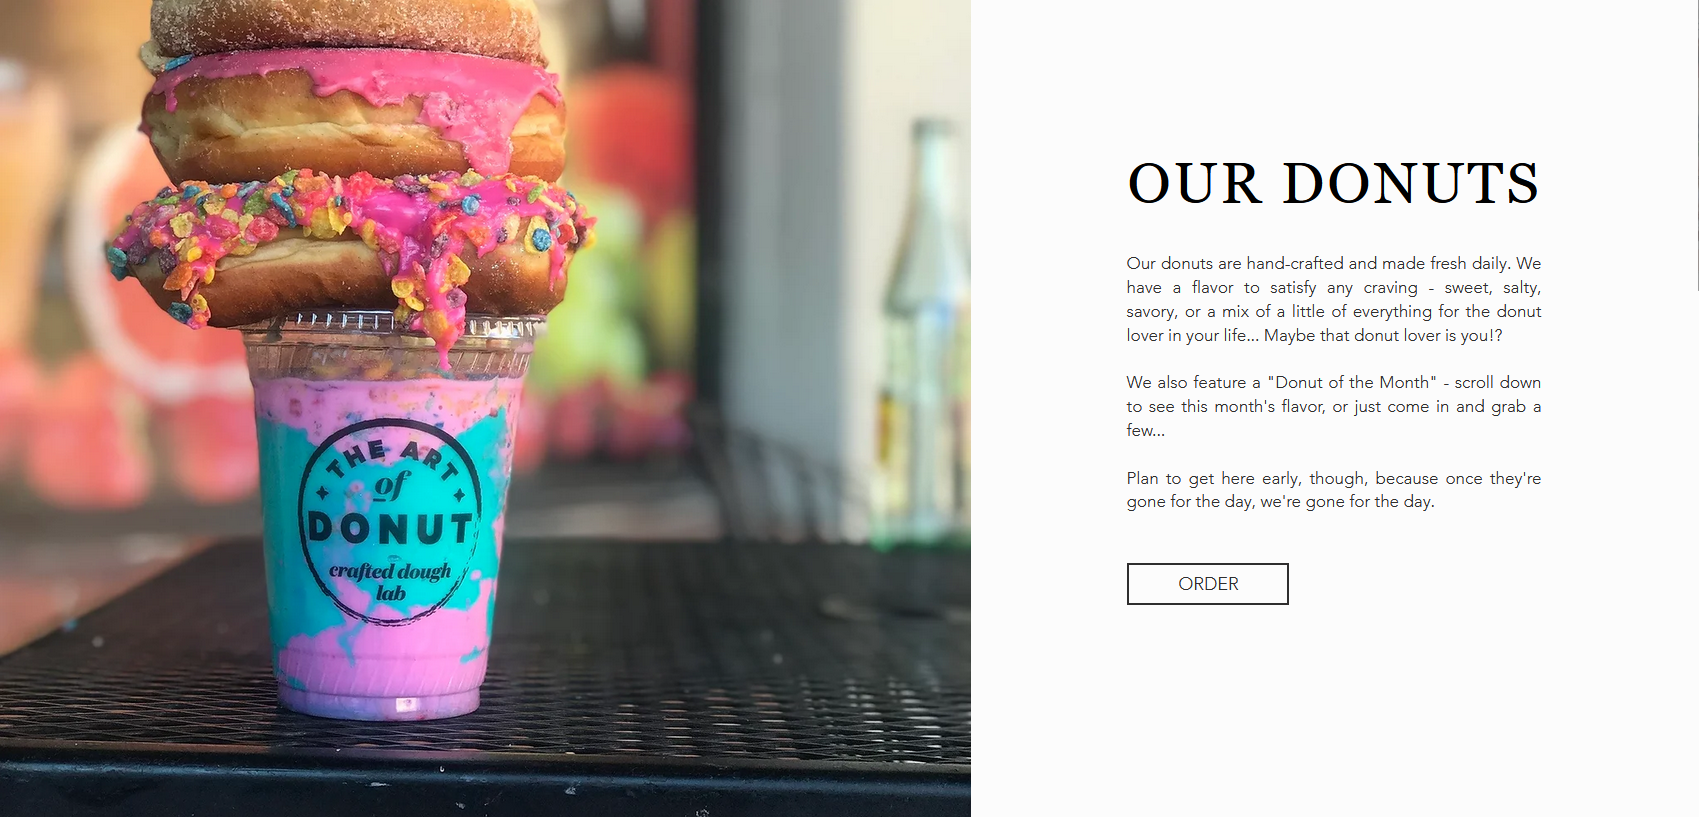 THE ART
of
DONUT
crafted dough
lab
OUR DONUTS
Our donuts are hand-crafted and made fresh daily. We
have a flavor to satisfy any craving - sweet, salty,
savory, or a mix of a little of everything for the donut
lover in your life... Maybe that donut lover is you!?
We also feature a "Donut of the Month" - scroll down
to see this month's flavor, or just come in and grab a
few...
Plan to get here early, though, because once they're
gone for the day, we're gone for the day.
ORDER